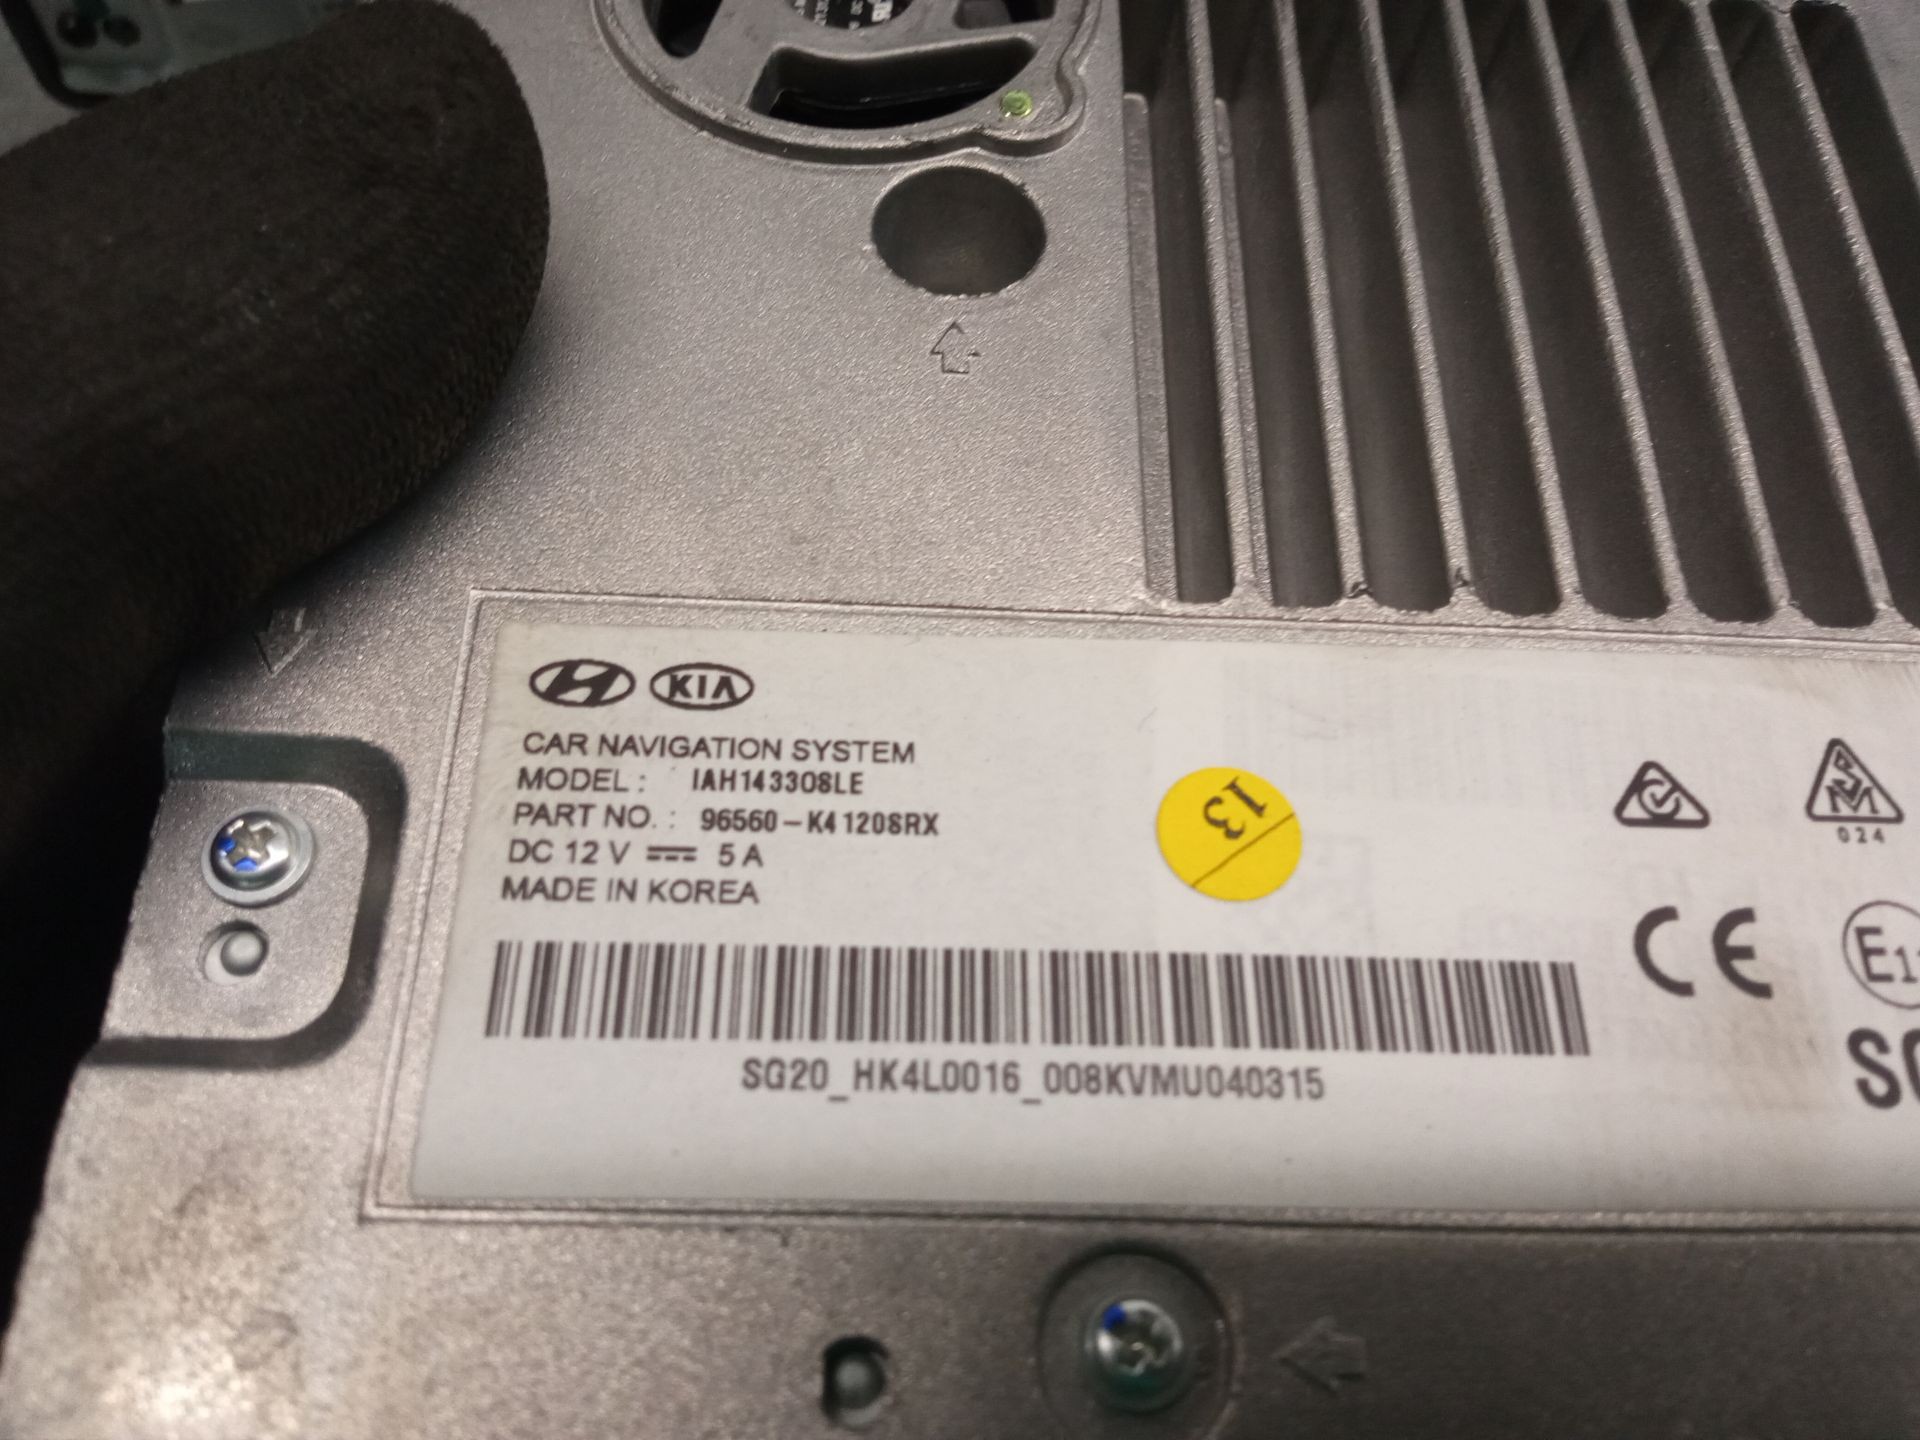 KIA
CAR NAVIGATION SYSTEM
MODEL : IAH143308LE
PART NO. : 96560-K41208RX
DC 12 V 5 A
MADE IN KOREA
13
024
CE
SG20_HK4L0016_008KVMU040315